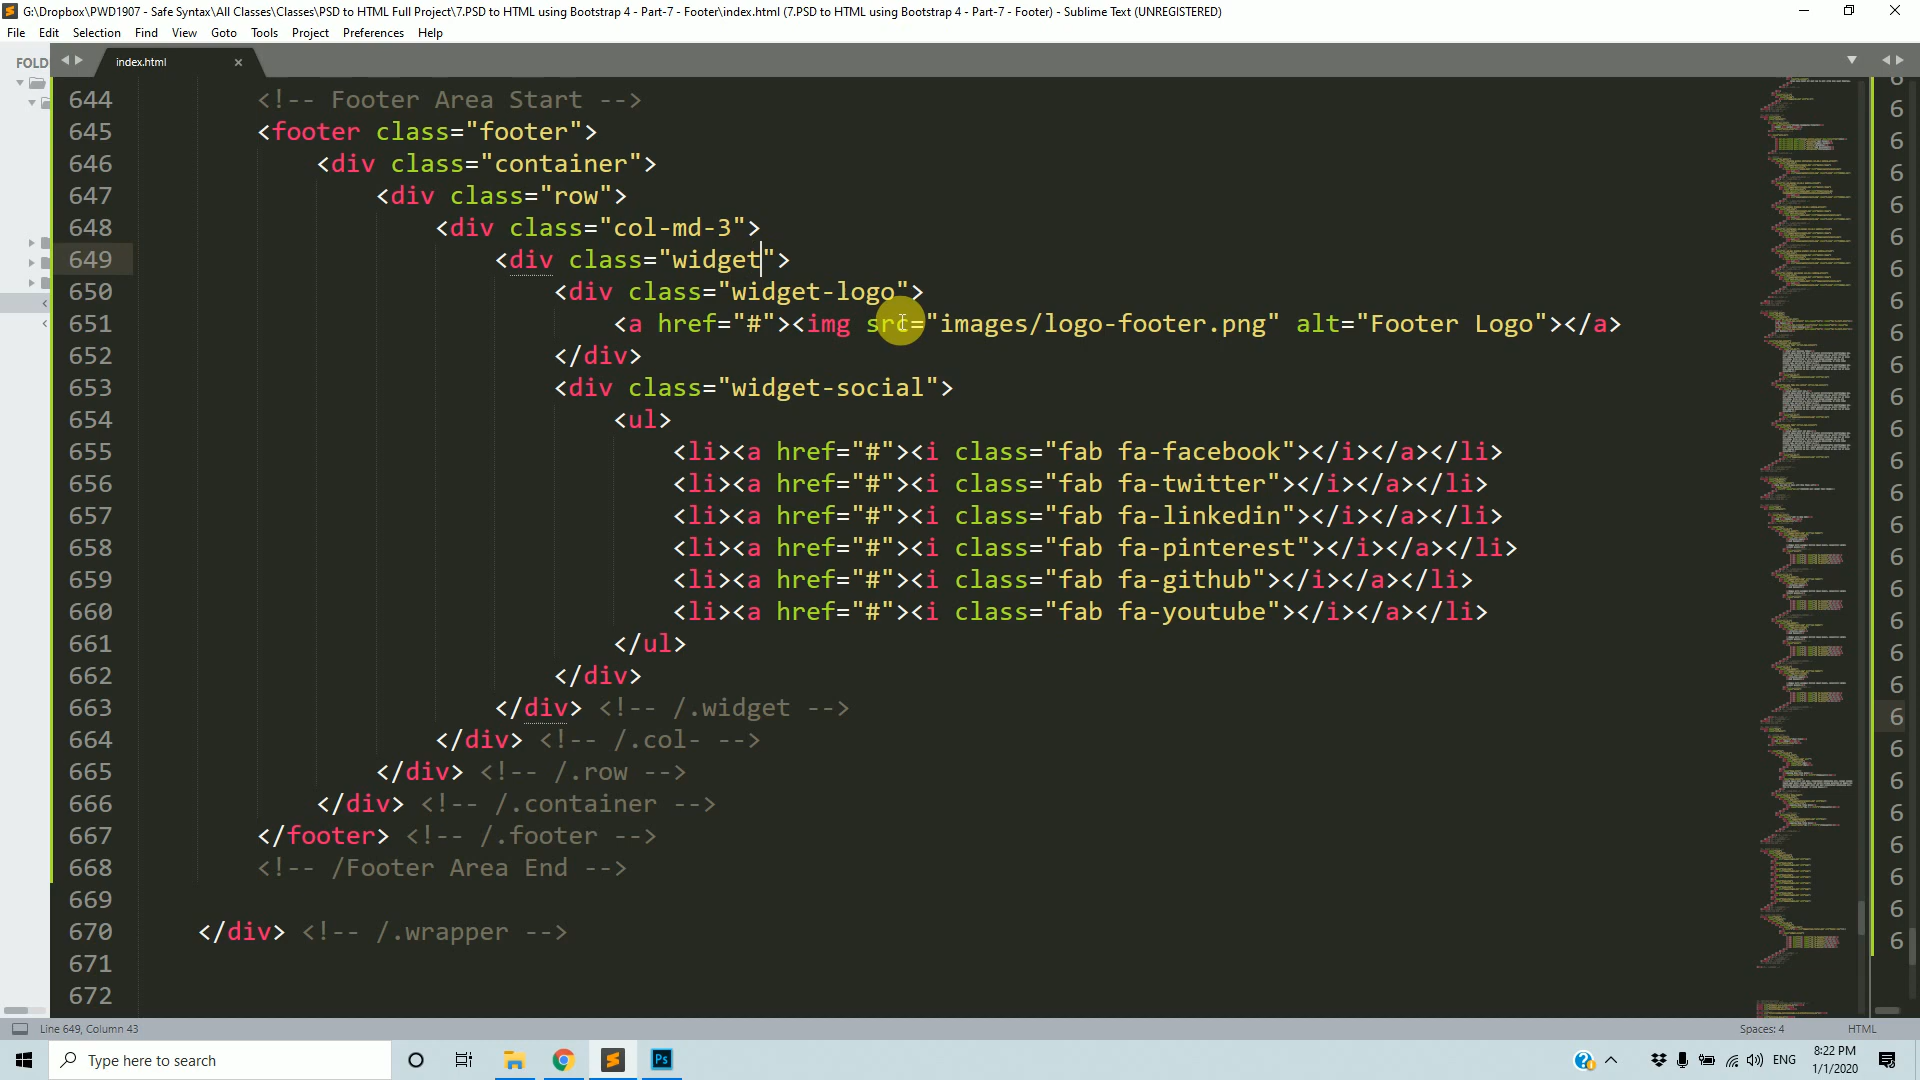 G:\Dropbox\PWD1907 - Safe Syntax\All Classes\Classes\PSD to HTML Full Project\7.PSD to HTML using Bootstrap 4 - Part-7 - Footer\index.html (7.PSD to HTML using Bootstrap 4 - Part-7 - Footer) - Sublime Text (UNREGISTERED)
File Edit Selection Find View Goto Tools Project Preferences Help
FOLD
index.html
644 <!-- Footer Area Start -->
645 <footer class="footer">
646 <div class="container">
647 <div class="row">
648 <div class="col-md-3">
649 <div class="widget">
650 <div class="widget-logo">
651 <a href="#"><img src="images/logo-footer.png" alt="Footer Logo"></a>
652 </div>
653 <div class="widget-social">
654 <ul>
655 <li><a href="#"><i class="fab fa-facebook"></i></a></li>
656 <li><a href="#"><i class="fab fa-twitter"></i></a></li>
657 <li><a href="#"><i class="fab fa-linkedin"></i></a></li>
658 <li><a href="#"><i class="fab fa-pinterest"></i></a></li>
659 <li><a href="#"><i class="fab fa-github"></i></a></li>
660 <li><a href="#"><i class="fab fa-youtube"></i></a></li>
661 </ul>
662 </div>
663 </div> <!-- /.widget -->
664 </div> <!-- /.col- -->
665 </div> <!-- /.row -->
666 </div> <!-- /.container -->
667 </footer> <!-- /.footer -->
668 <!-- /Footer Area End -->
669
670 </div> <!-- /.wrapper -->
671
672
Line 649, Column 43
Spaces: 4
HTML
Type here to search
Ps
ENG
8:22 PM
1/1/2020